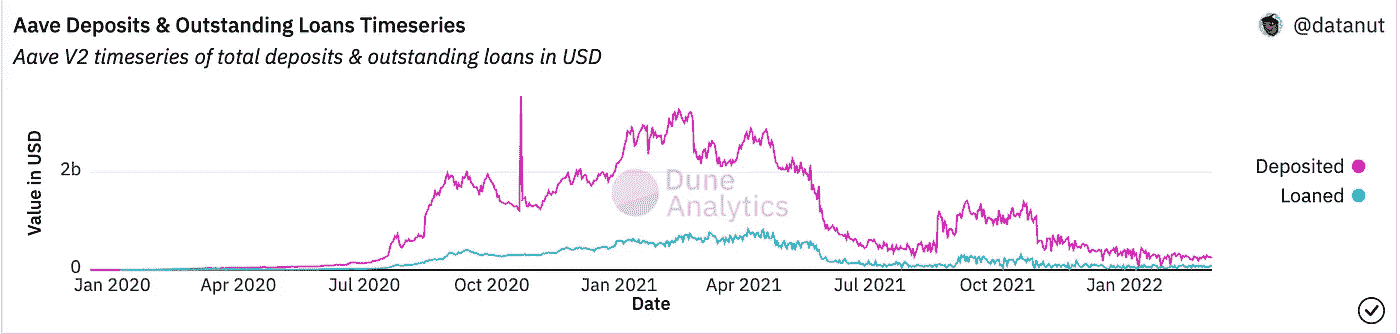 Aave Deposits & Outstanding Loans Timeseries
@datanut
Aave V2 timeseries of total deposits & outstanding loans in USD
Value in USD
2b
0
Dune
Analytics
Deposited
Loaned
Jan 2020 Apr 2020 Jul 2020 Oct 2020 Jan 2021 Apr 2021 Jul 2021 Oct 2021 Jan 2022
Date